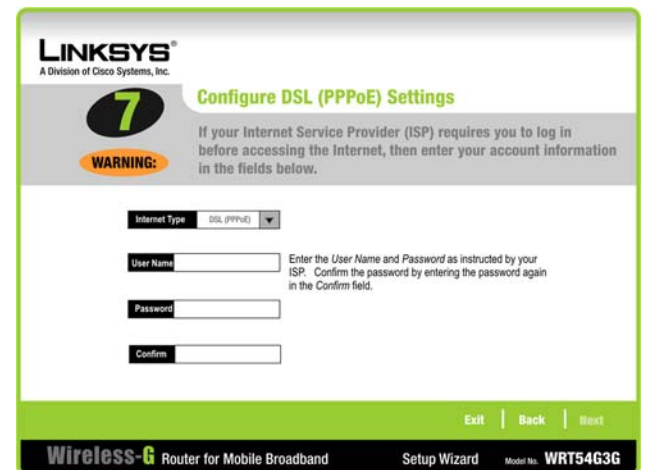 LINKSYS®
A Division of Cisco Systems, Inc.
7
WARNING:
Configure DSL (PPPoE) Settings
If your Internet Service Provider (ISP) requires you to log in
before accessing the Internet, then enter your account information
in the fields below.
Internet Type DSL (PPPoE)
User Name
Enter the User Name and Password as instructed by your
ISP. Confirm the password by entering the password again
in the Confirm field.
Password
Confirm
Exit Back Next
Wireless-G Router for Mobile Broadband Setup Wizard Model No. WRT54G3G